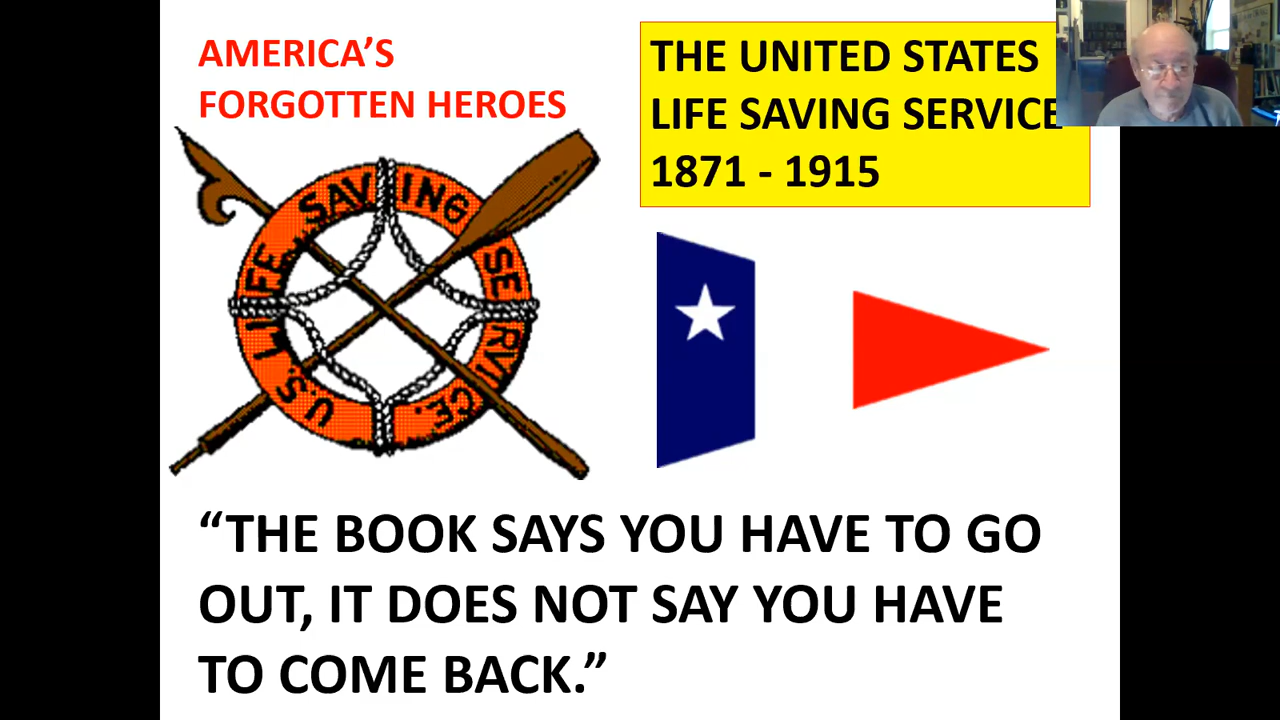 AMERICA’S
FORGOTTEN HEROES
THE UNITED STATES
LIFE SAVING SERVICE
1871 - 1915
U.S. LIFE SAVING SERVICE.
“THE BOOK SAYS YOU HAVE TO GO
OUT, IT DOES NOT SAY YOU HAVE
TO COME BACK.”